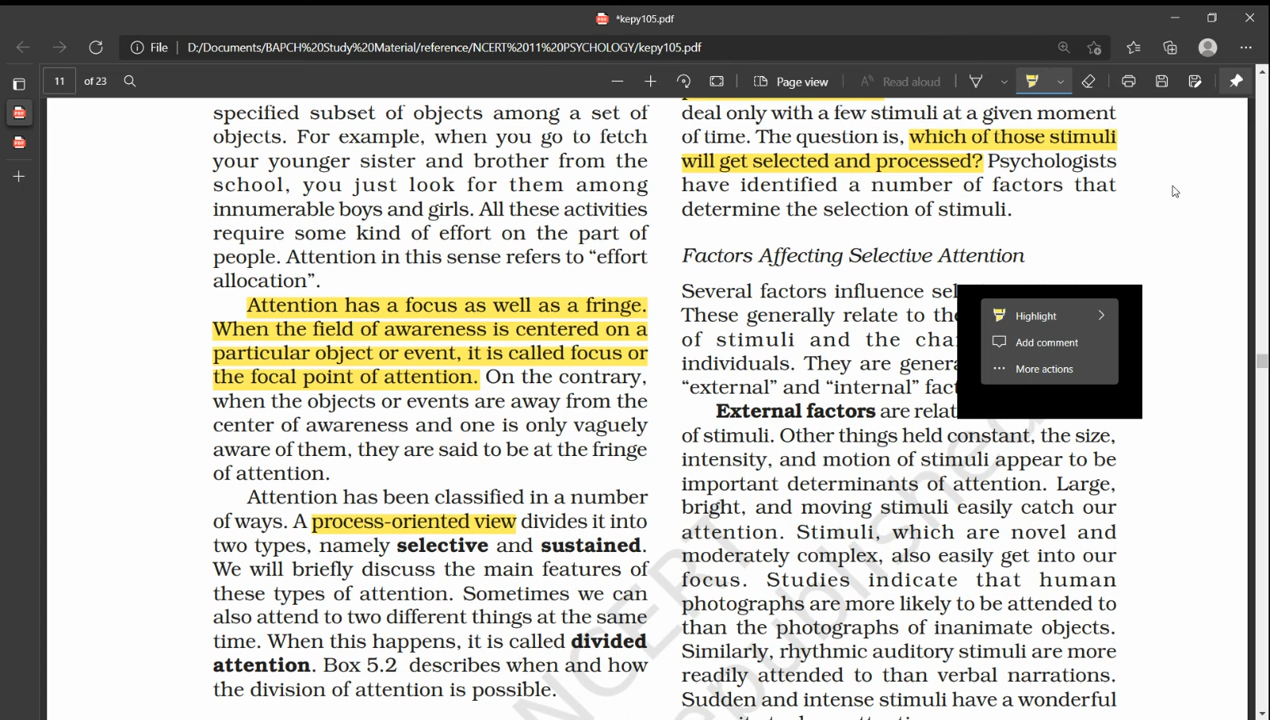 *kepy105.pdf
File D:/Documents/BAPCH%20Study%20Material/reference/NCERT%2011%20PSYCHOLOGY/kepy105.pdf
11 of 23 Page view Read aloud
specified subset of objects among a set of
objects. For example, when you go to fetch
your younger sister and brother from the
school, you just look for them among
innumerable boys and girls. All these activities
require some kind of effort on the part of
people. Attention in this sense refers to “effort
allocation”.
Attention has a focus as well as a fringe.
When the field of awareness is centered on a
particular object or event, it is called focus or
the focal point of attention. On the contrary,
when the objects or events are away from the
center of awareness and one is only vaguely
aware of them, they are said to be at the fringe
of attention.
Attention has been classified in a number
of ways. A process-oriented view divides it into
two types, namely selective and sustained.
We will briefly discuss the main features of
these types of attention. Sometimes we can
also attend to two different things at the same
time. When this happens, it is called divided
attention. Box 5.2 describes when and how
the division of attention is possible.
deal only with a few stimuli at a given moment
of time. The question is, which of those stimuli
will get selected and processed? Psychologists
have identified a number of factors that
determine the selection of stimuli.
Factors Affecting Selective Attention
Several factors influence
These generally relate to
of stimuli and the
individuals. They are
“external” and “internal”
External factors are
of stimuli. Other things held constant, the size,
intensity, and motion of stimuli appear to be
important determinants of attention. Large,
bright, and moving stimuli easily catch our
attention. Stimuli, which are novel and
moderately complex, also easily get into our
focus. Studies indicate that human
photographs are more likely to be attended to
than the photographs of inanimate objects.
Similarly, rhythmic auditory stimuli are more
readily attended to than verbal narrations.
Sudden and intense stimuli have a wonderful
Highlight
Add comment
More actions
NCERT